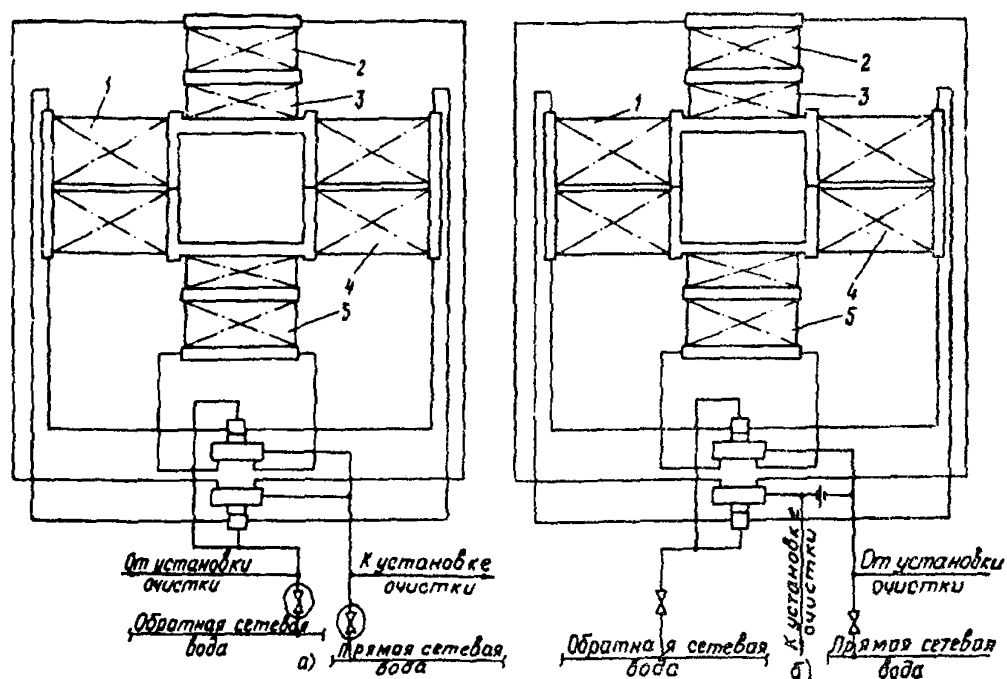 1
2
3
4
5
От установки
очистки
К установке
очистки
Обратная сетевая
вода
а)
Прямая сетевая
вода
1
2
3
4
5
К установке
очистки
От установки
очистки
Обратная сетевая
вода
б)
Прямая сетевая
вода